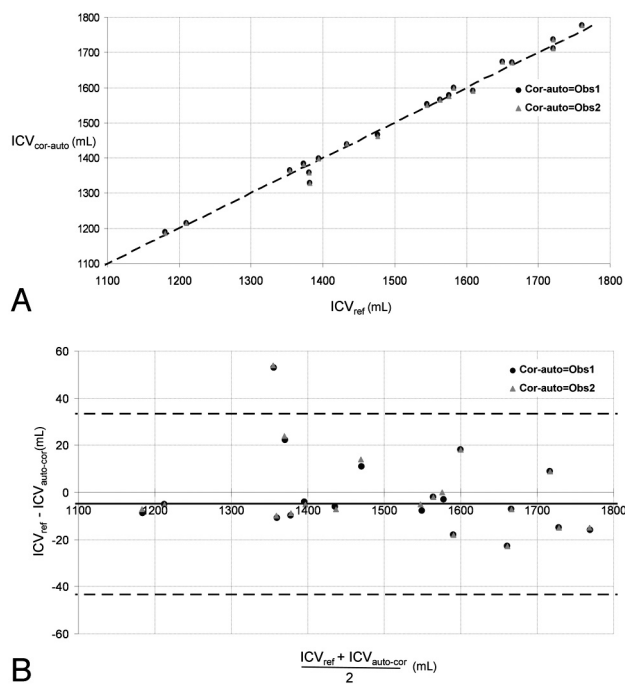 1800
1700
Cor-auto=Obs1
1600
Cor-auto=Obs2
1500
ICVcor-auto (mL)
1400
1300
1200
1100
1100 1200 1300 1400 1500 1600 1700 1800
ICVref (mL)
A
60
Cor-auto=Obs1
40
Cor-auto=Obs2
20
ICVref - ICVauto-cor(mL)
0
1100 1200 1300 1400 1500 1600 1700 1800
-20
-40
-60
B
ICVref + ICVauto-cor (mL)
2